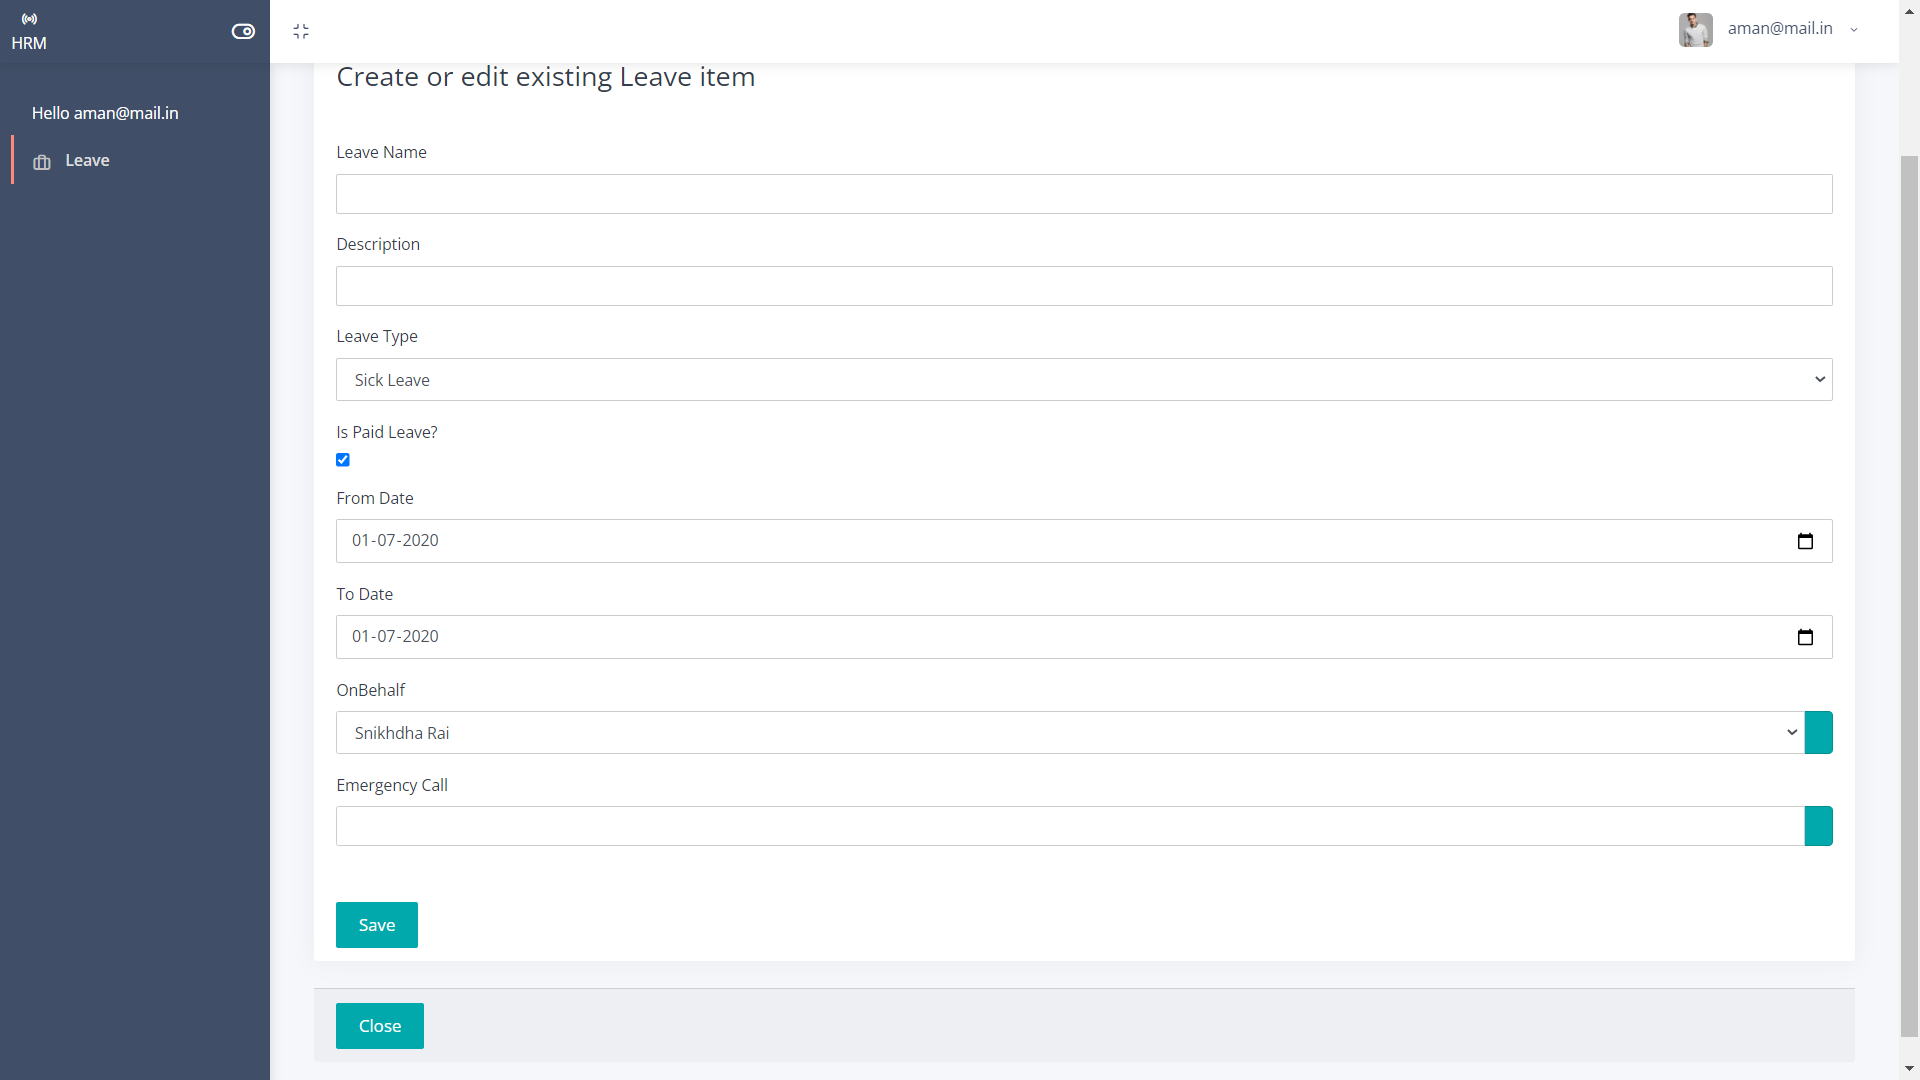 HRM
aman@mail.in
Hello aman@mail.in
Leave
Create or edit existing Leave item
Leave Name
Description
Leave Type
Sick Leave
Is Paid Leave?
From Date
01-07-2020
To Date
01-07-2020
OnBehalf
Snikhdha Rai
Emergency Call
Save
Close